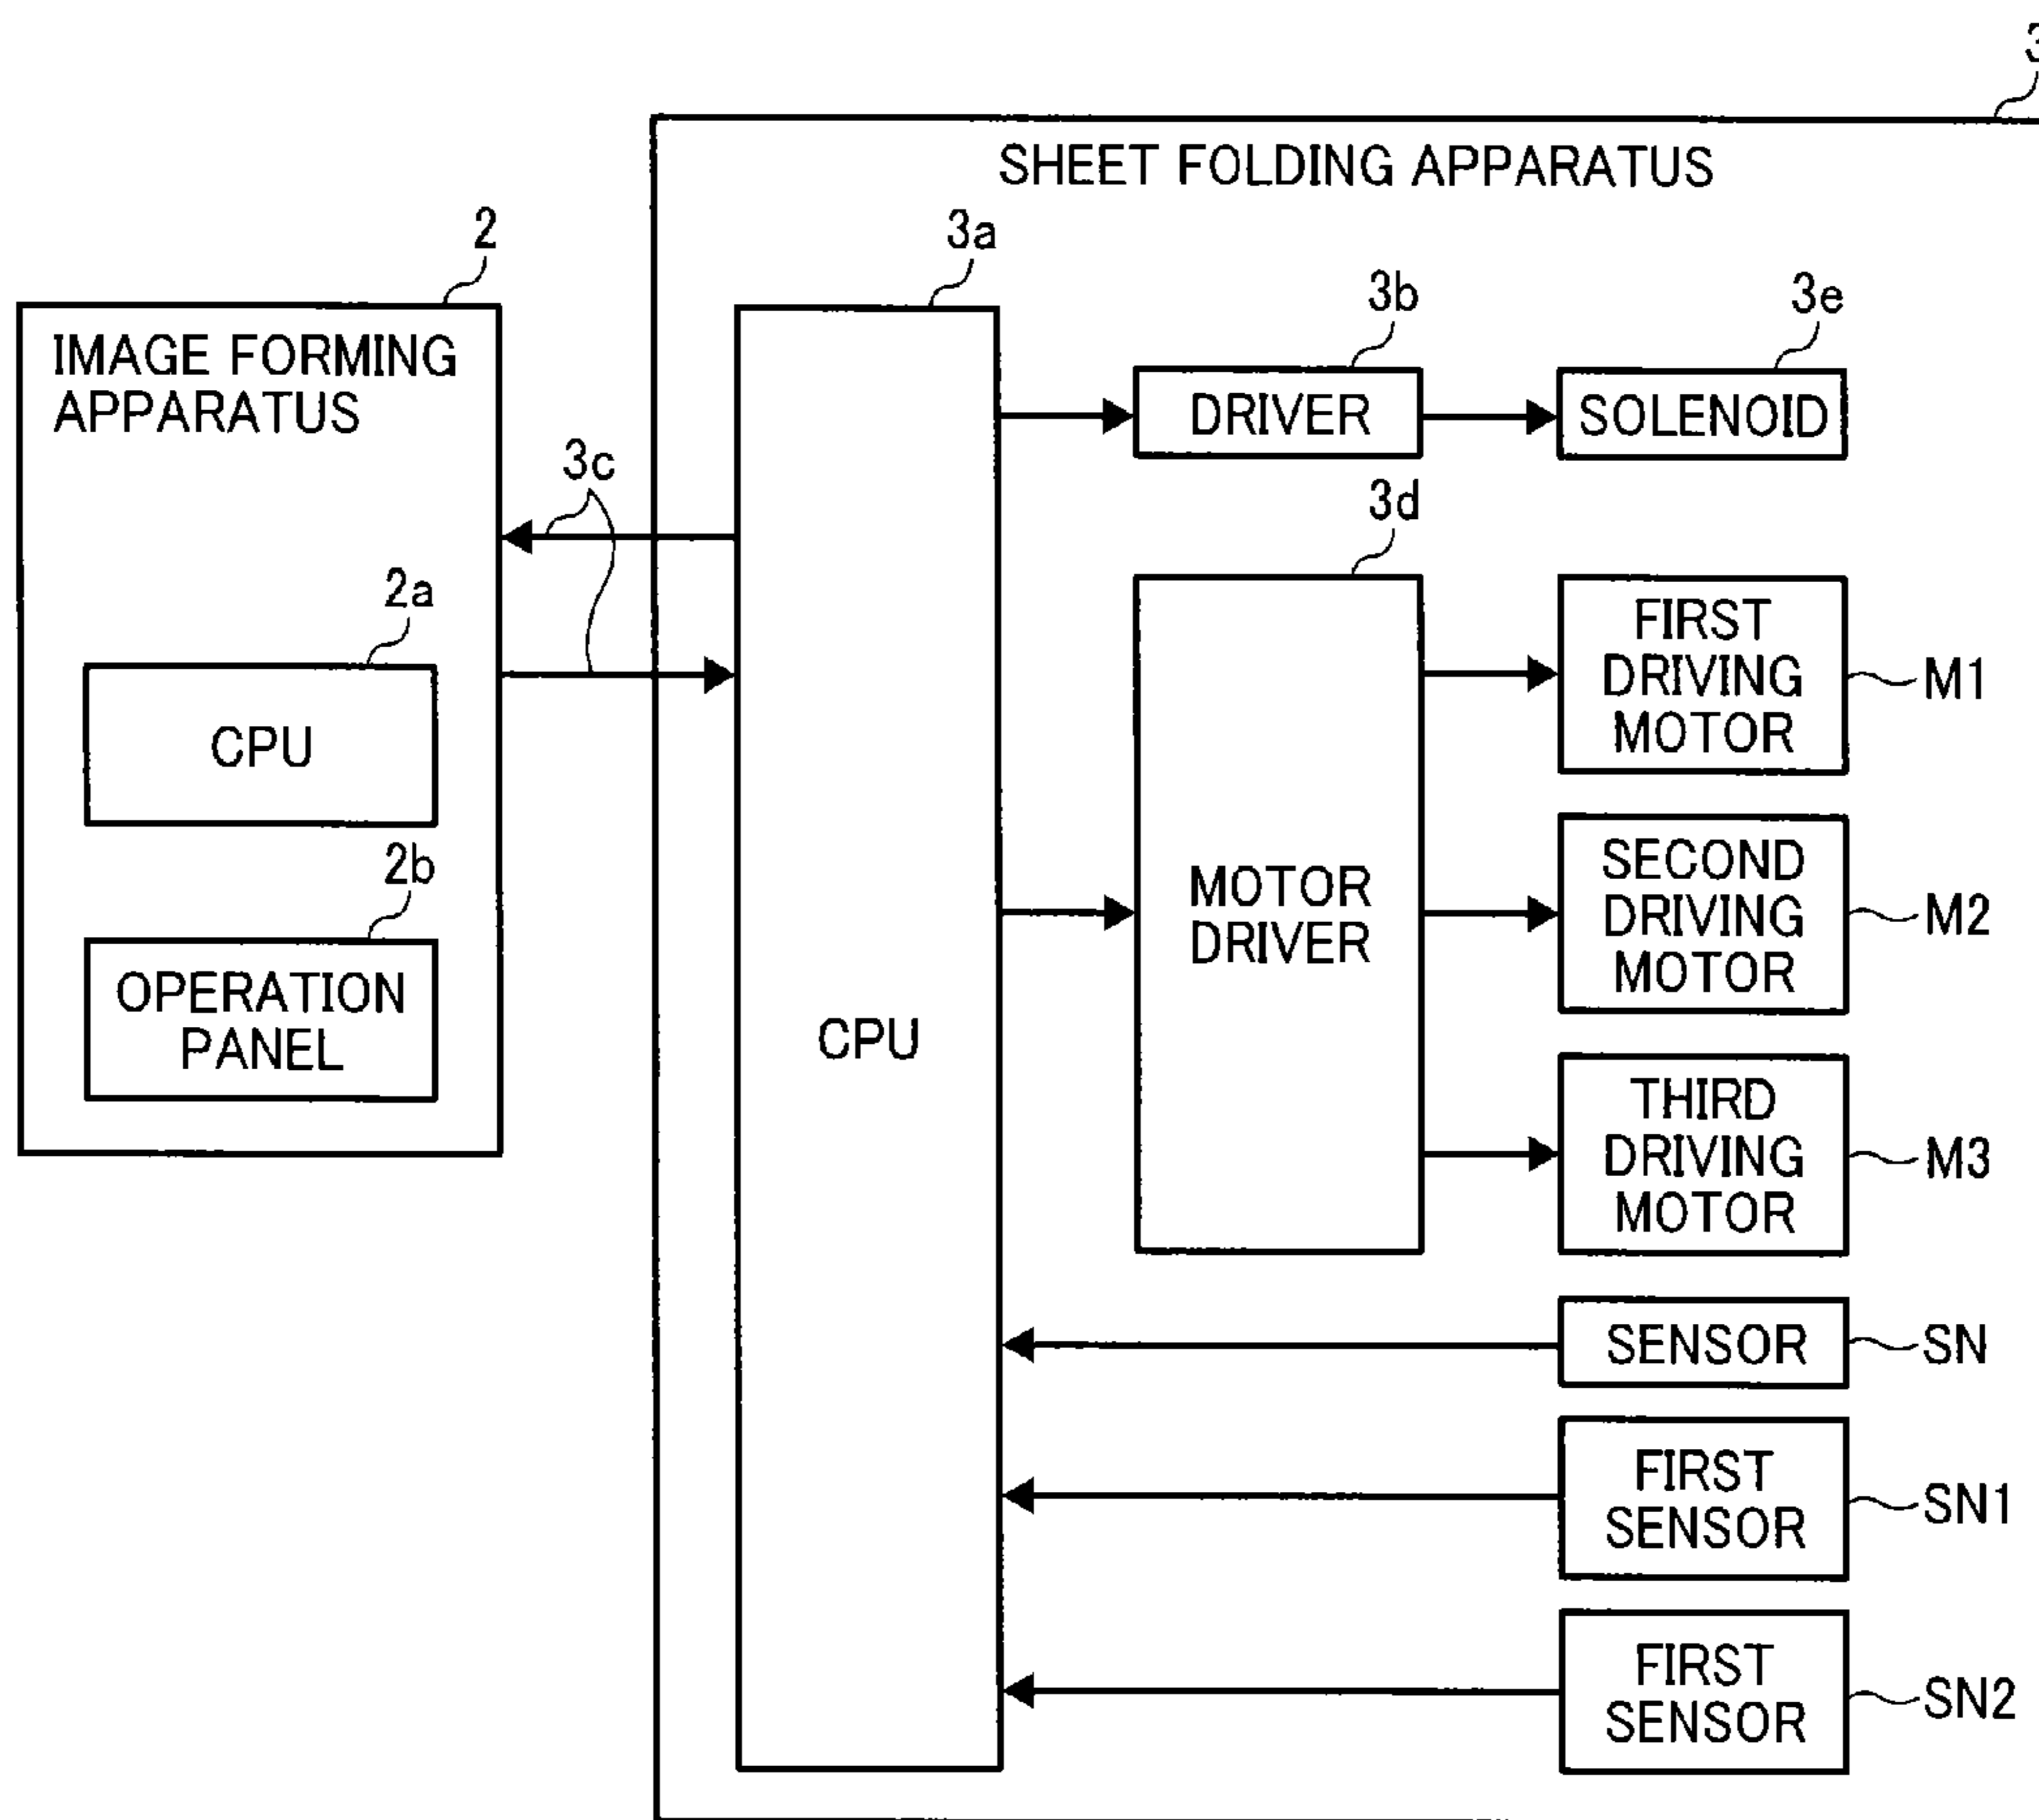 3
SHEET FOLDING APPARATUS
2
IMAGE FORMING
APPARATUS
2a
CPU
2b
OPERATION
PANEL
3c
3a
CPU
3b
DRIVER
3e
SOLENOID
3d
MOTOR
DRIVER
FIRST
DRIVING
MOTOR
M1
SECOND
DRIVING
MOTOR
M2
THIRD
DRIVING
MOTOR
M3
SENSOR
SN
FIRST
SENSOR
SN1
FIRST
SENSOR
SN2